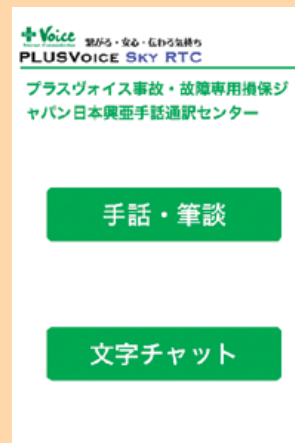 Voice 繋がる・安心・伝わる気持ち
PLUSVOICE SKY RTC
プラスヴォイス事故・故障専用損保ジ
ャパン日本興亜手話通訳センター
手話・筆談
文字チャット